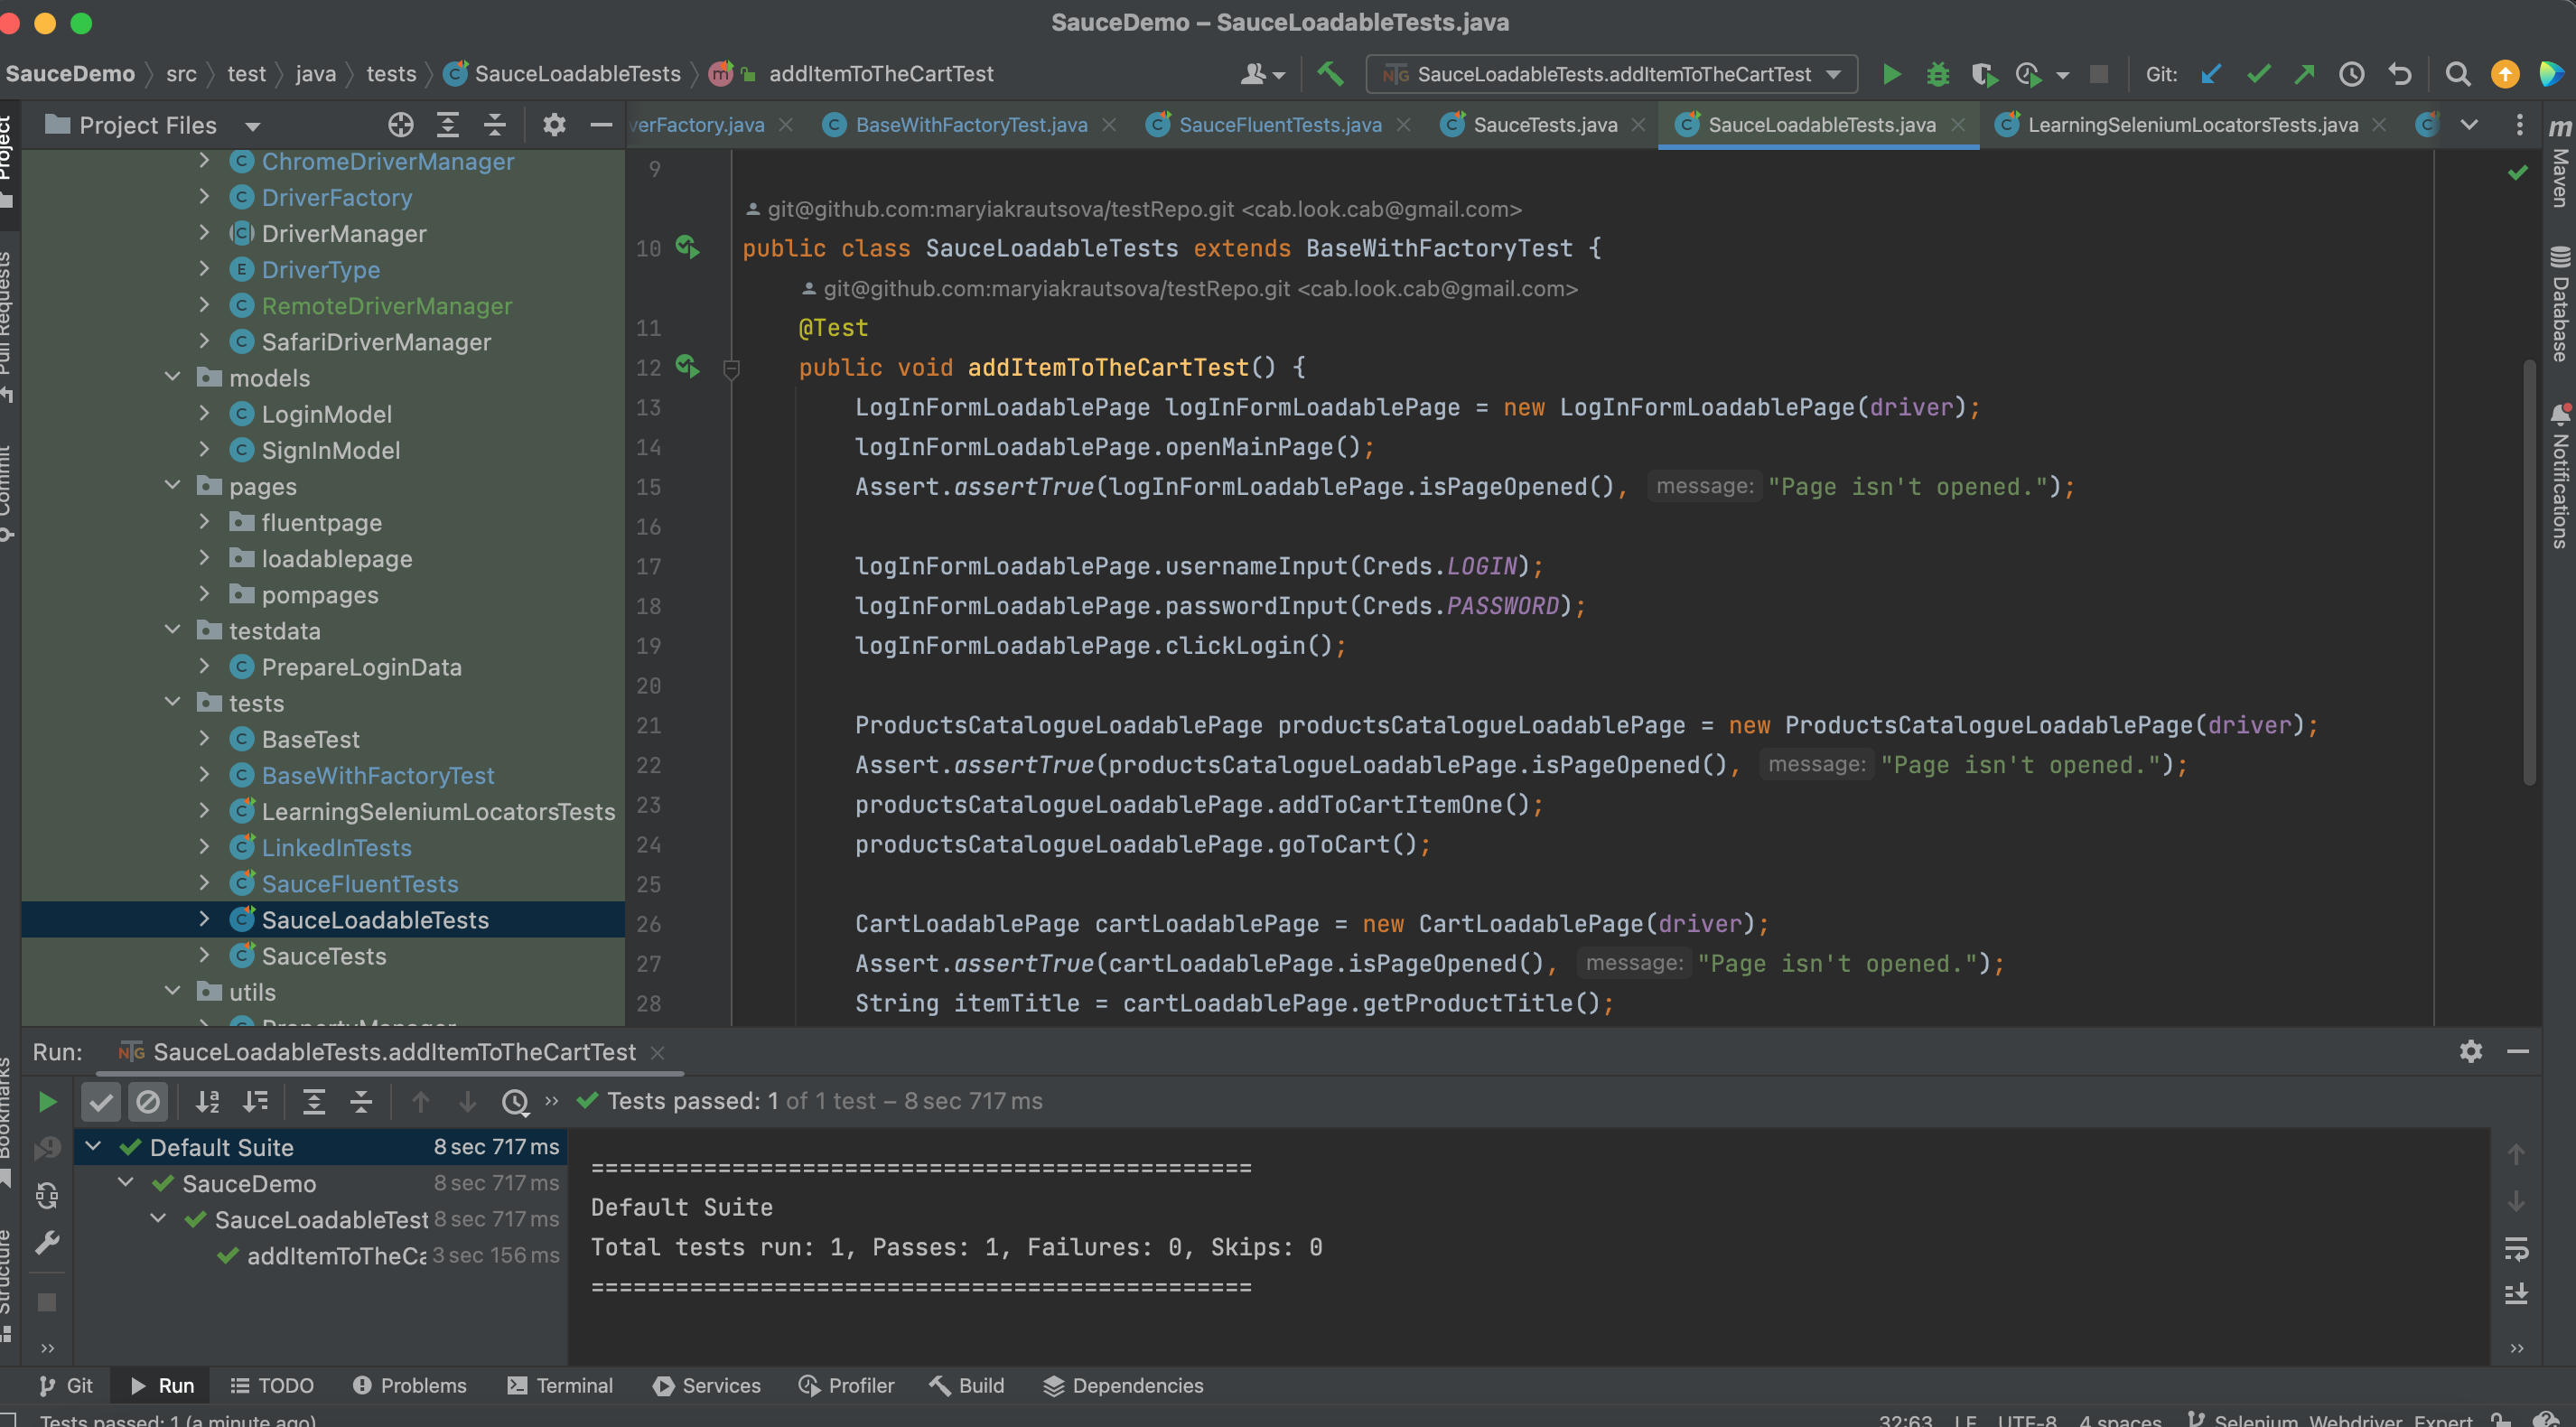 SauceDemo – SauceLoadableTests.java
SauceDemo src test java tests SauceLoadableTests addItemToTheCartTest
SauceLoadableTests.addItemToTheCartTest Git:
Project Files
verFactory.java BaseWithFactoryTest.java SauceFluentTests.java SauceTests.java SauceLoadableTests.java LearningSeleniumLocatorsTests.java
Project
Pull Requests
Commit
Bookmarks
Structure
ChromeDriverManager
DriverFactory
DriverManager
DriverType
RemoteDriverManager
SafariDriverManager
models
LoginModel
SignInModel
pages
fluentpage
loadablepage
pompages
testdata
PrepareLoginData
tests
BaseTest
BaseWithFactoryTest
LearningSeleniumLocatorsTests
LinkedInTests
SauceFluentTests
SauceLoadableTests
SauceTests
utils
PropertyManager
9
git@github.com:maryiakrautsova/testRepo.git <cab.look.cab@gmail.com>
10 public class SauceLoadableTests extends BaseWithFactoryTest {
git@github.com:maryiakrautsova/testRepo.git <cab.look.cab@gmail.com>
11 @Test
12 public void addItemToTheCartTest() {
13 LogInFormLoadablePage logInFormLoadablePage = new LogInFormLoadablePage(driver);
14 logInFormLoadablePage.openMainPage();
15 Assert.assertTrue(logInFormLoadablePage.isPageOpened(), message: "Page isn't opened.");
16
17 logInFormLoadablePage.usernameInput(Creds.LOGIN);
18 logInFormLoadablePage.passwordInput(Creds.PASSWORD);
19 logInFormLoadablePage.clickLogin();
20
21 ProductsCatalogueLoadablePage productsCatalogueLoadablePage = new ProductsCatalogueLoadablePage(driver);
22 Assert.assertTrue(productsCatalogueLoadablePage.isPageOpened(), message: "Page isn't opened.");
23 productsCatalogueLoadablePage.addToCartItemOne();
24 productsCatalogueLoadablePage.goToCart();
25
26 CartLoadablePage cartLoadablePage = new CartLoadablePage(driver);
27 Assert.assertTrue(cartLoadablePage.isPageOpened(), message: "Page isn't opened.");
28 String itemTitle = cartLoadablePage.getProductTitle();
Maven
Database
Notifications
Run: SauceLoadableTests.addItemToTheCartTest
Tests passed: 1 of 1 test – 8 sec 717 ms
Default Suite 8 sec 717 ms
SauceDemo 8 sec 717 ms
SauceLoadableTest 8 sec 717 ms
addItemToTheCa 3 sec 156 ms
===============================================
Default Suite
Total tests run: 1, Passes: 1, Failures: 0, Skips: 0
===============================================
Git Run TODO Problems Terminal Services Profiler Build Dependencies
Tests passed: 1 (a minute ago) 32:63 LF UTF-8 4 spaces Selenium_Webdriver_Expert